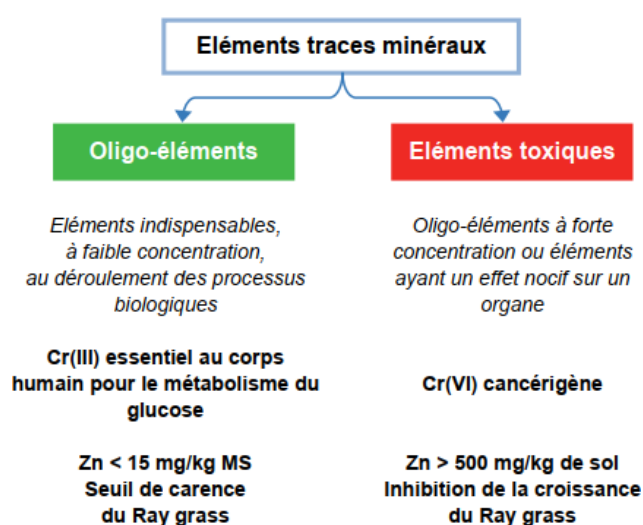 Eléments traces minéraux
Oligo-éléments
Eléments indispensables,
à faible concentration,
au déroulement des processus
biologiques
Cr(III) essentiel au corps
humain pour le métabolisme du
glucose
Zn < 15 mg/kg MS
Seuil de carence
du Ray grass
Eléments toxiques
Oligo-éléments à forte
concentration ou éléments
ayant un effet nocif sur un
organe
Cr(VI) cancérigène
Zn > 500 mg/kg de sol
Inhibition de la croissance
du Ray grass